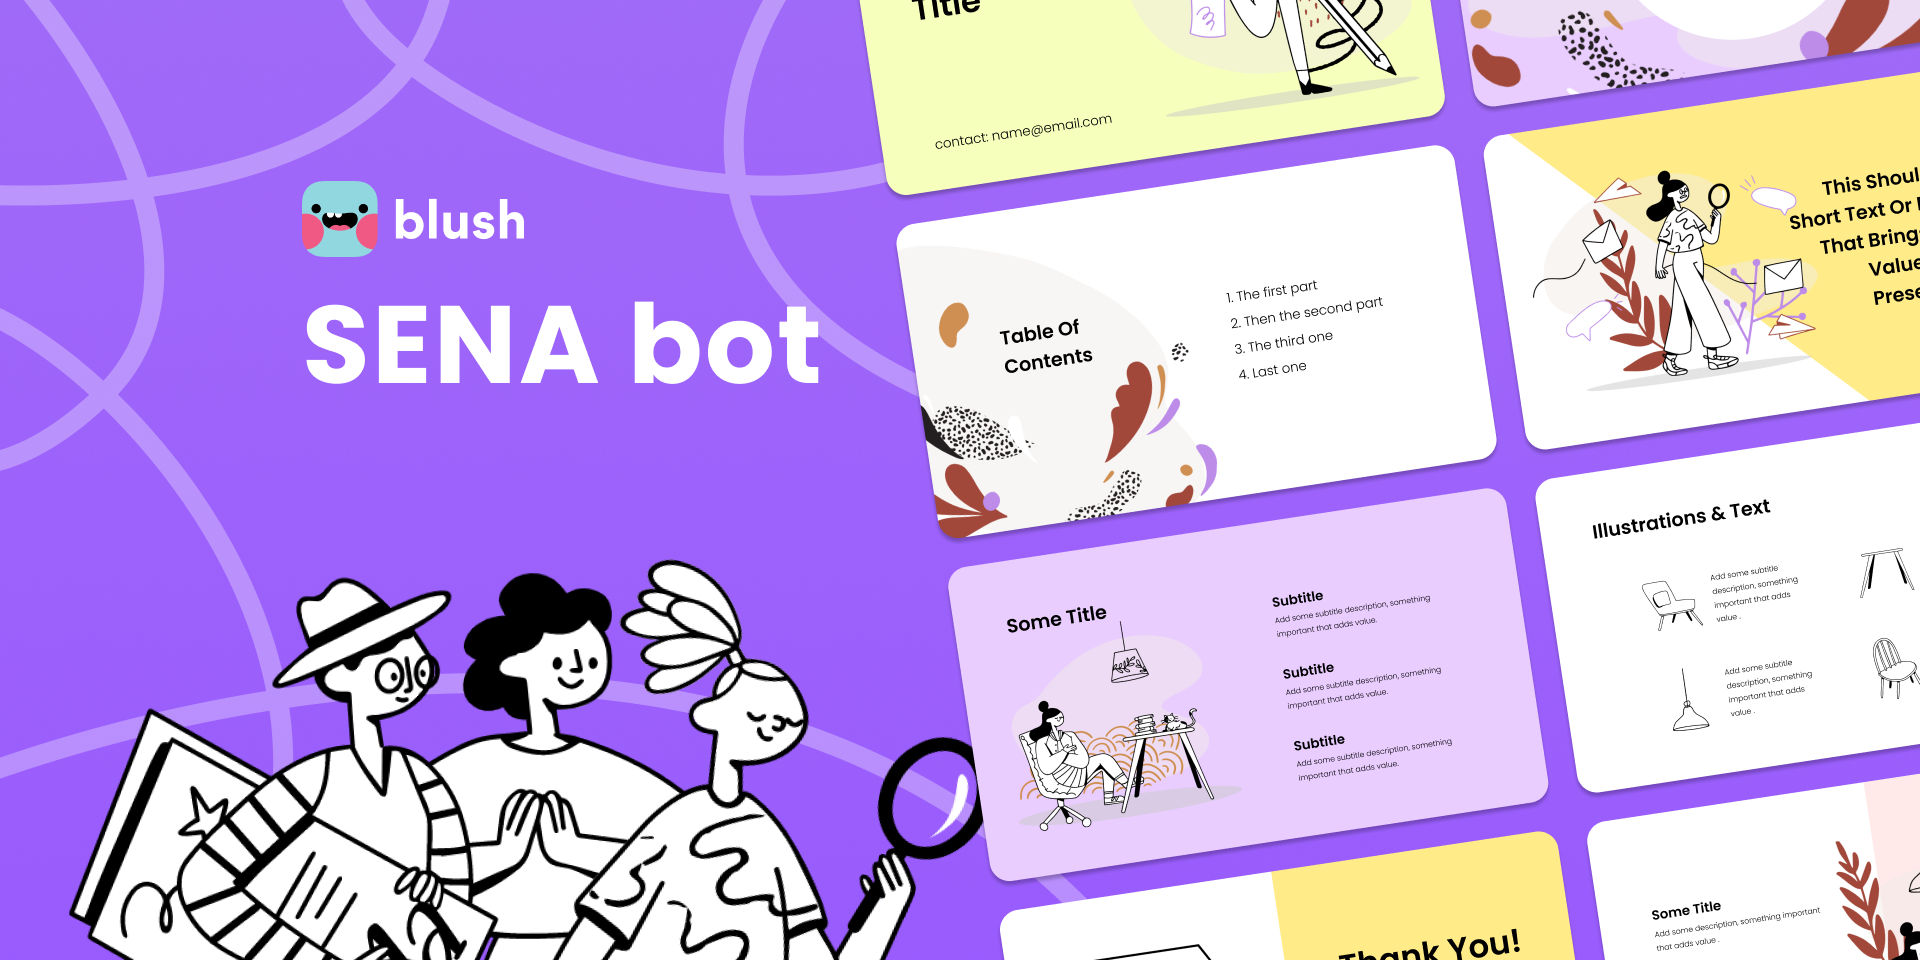 blush
SENA bot
Title
contact: name@email.com
Table Of
Contents
1. The first part
2. Then the second part
3. The third one
4. Last one
This Shoul
Short Text Or
That Bring
Value
Prese
Some Title
Subtitle
Add some subtitle description, something
important that adds value.
Subtitle
Add some subtitle description, something
important that adds value.
Subtitle
Add some subtitle description, something
important that adds value.
Illustrations & Text
Add some subtitle
description, something
important that adds
value .
Add some subtitle
description, something
important that adds
value .
Thank You!
Some Title
Add some description, something important
that adds value .